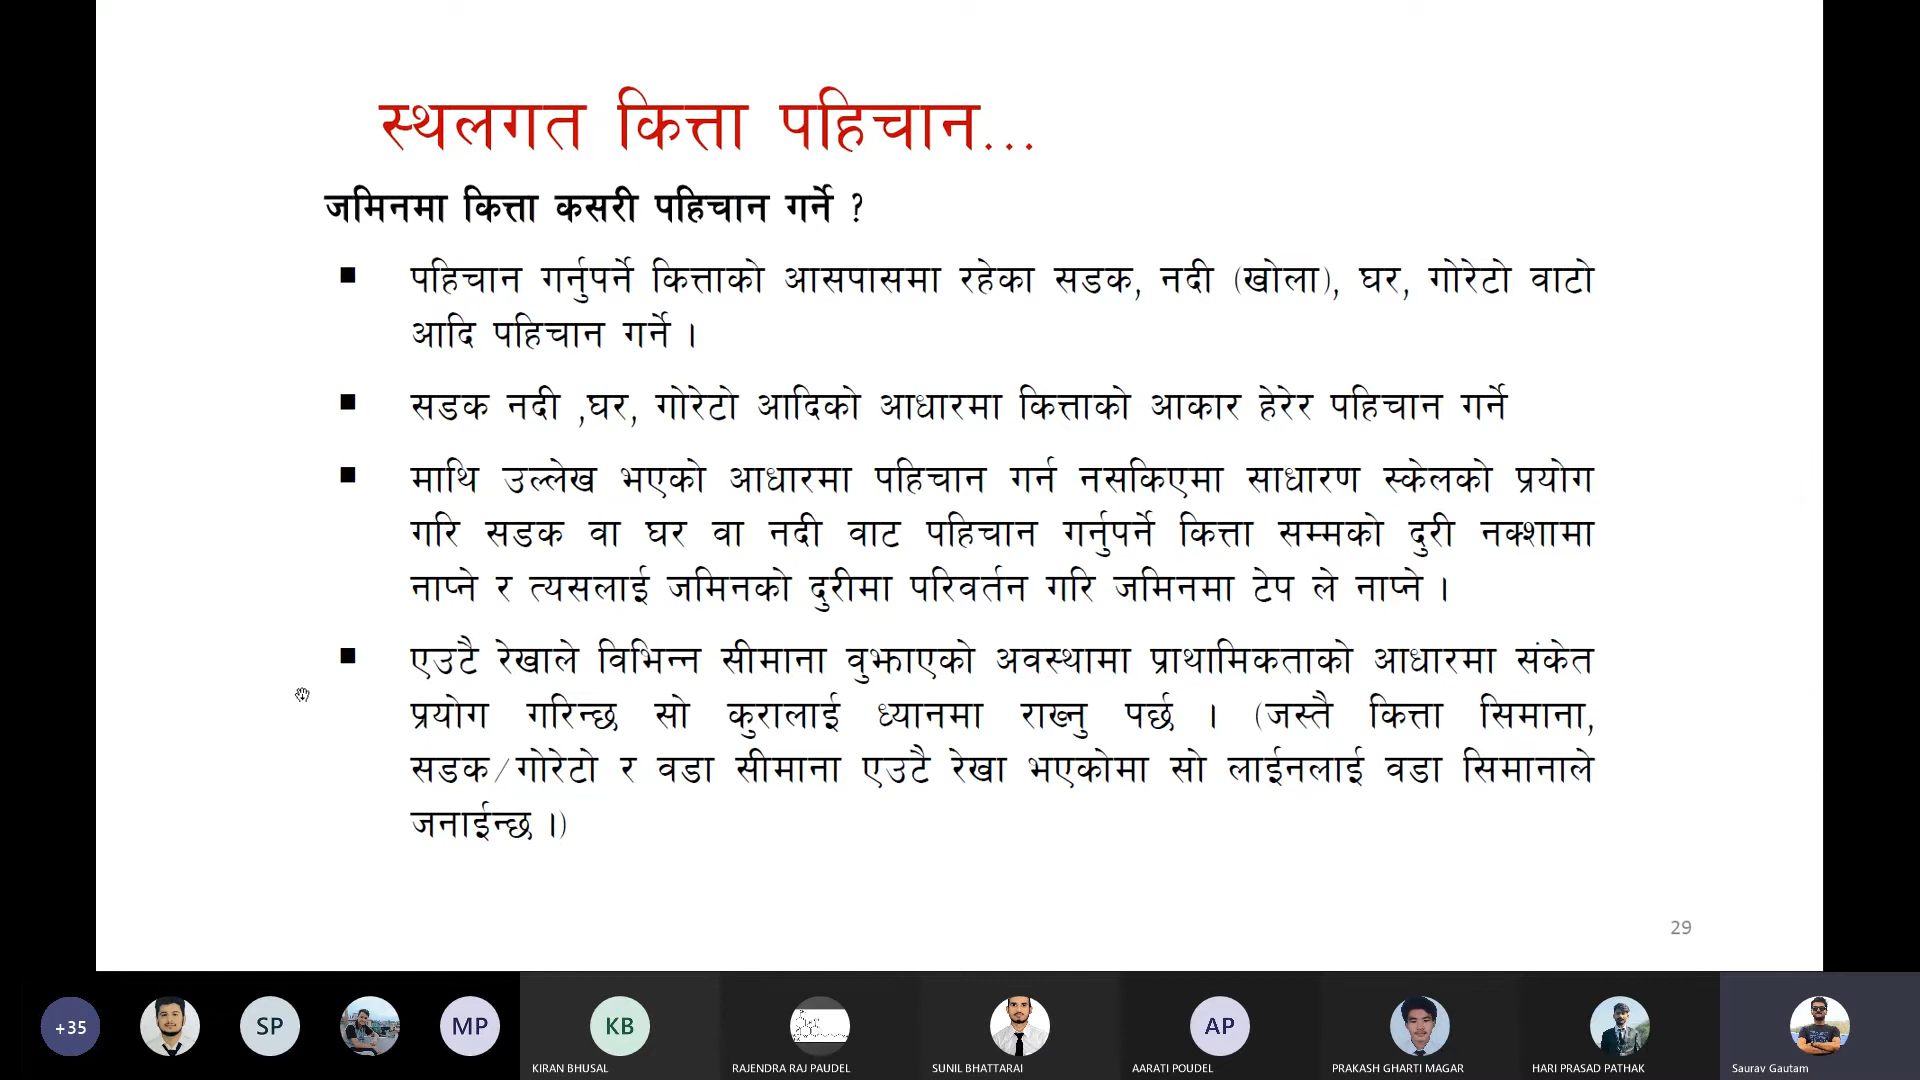 स्थलगत कित्ता पहिचान...
जमिनमा कित्ता कसरी पहिचान गर्ने ?
■ पहिचान गर्नुपर्ने कित्ताको आसपासमा रहेका सडक, नदी (खोला), घर, गोरेटो वाटो
आदि पहिचान गर्ने ।
■ सडक नदी ,घर, गोरेटो आदिको आधारमा कित्ताको आकार हेरेर पहिचान गर्ने
■ माथि उल्लेख भएको आधारमा पहिचान गर्न नसकिएमा साधारण स्केलको प्रयोग
गरि सडक वा घर वा नदी वाट पहिचान गर्नुपर्ने कित्ता सम्मको दुरी नक्शामा
नाप्ने र त्यसलाई जमिनको दुरीमा परिवर्तन गरि जमिनमा टेप ले नाप्ने ।
■ एउटै रेखाले विभिन्न सीमाना वुझाएको अवस्थामा प्राथामिकताको आधारमा संकेत
प्रयोग गरिन्छ सो कुरालाई ध्यानमा राख्नु पर्छ । (जस्तै कित्ता सिमाना,
सडक/गोरेटो र वडा सीमाना एउटै रेखा भएकोमा सो लाईनलाई वडा सिमानाले
जनाईन्छ ।)
29
+35 SP MP KB AP
KIRAN BHUSAL RAJENDRA RAJ PAUDEL SUNIL BHATTARAI AARATI POUDEL PRAKASH GHARTI MAGAR HARI PRASAD PATHAK Saurav Gautam